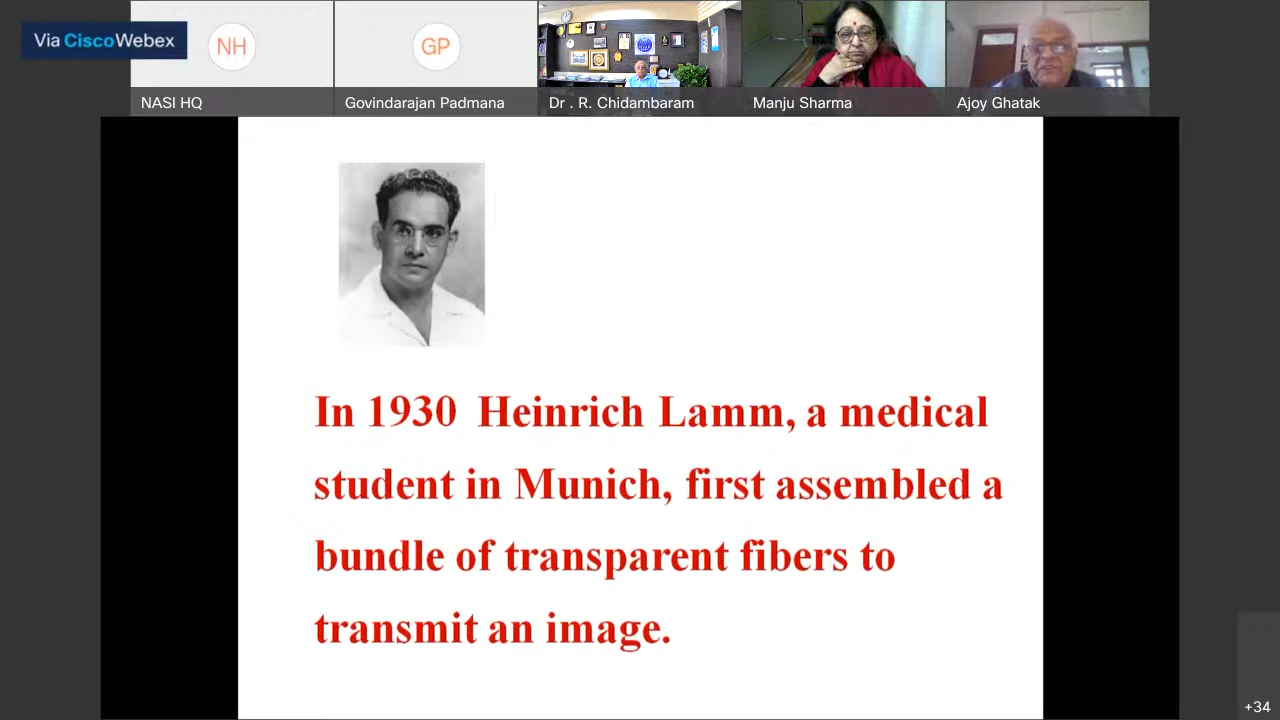 Via CiscoWebex
NH
GP
NASI HQ
Govindarajan Padmana
Dr . R. Chidambaram
Manju Sharma
Ajoy Ghatak
In 1930 Heinrich Lamm, a medical
student in Munich, first assembled a
bundle of transparent fibers to
transmit an image.
+34